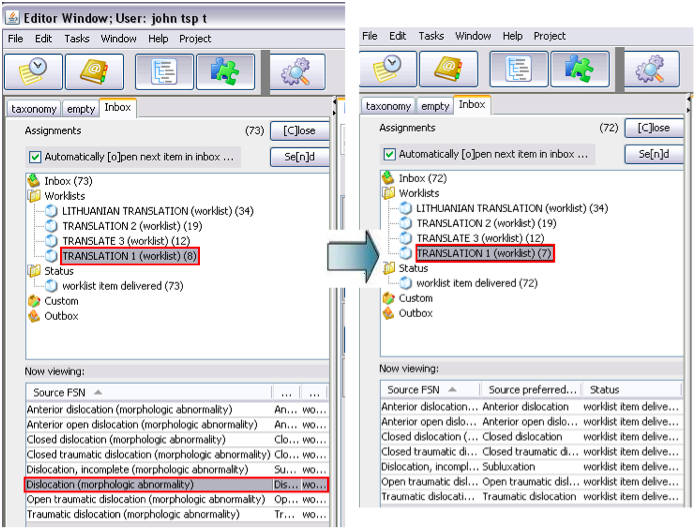 Editor Window; User: john tsp t
File Edit Tasks Window Help Project
taxonomy empty Inbox
Assignments (73) [C]lose
Automatically [o]pen next item in inbox ... Se[n]d
Inbox (73)
Worklists
LITHUANIAN TRANSLATION (worklist) (34)
TRANSLATION 2 (worklist) (19)
TRANSLATE 3 (worklist) (12)
TRANSLATION 1 (worklist) (8)
Status
worklist item delivered (73)
Custom
Outbox
Now viewing:
Source FSN ... ...
Anterior dislocation (morphologic abnormality) An... wo...
Anterior open dislocation (morphologic abnormality) An... wo...
Closed dislocation (morphologic abnormality) Clo... wo...
Closed traumatic dislocation (morphologic abnormality) Clo... wo...
Dislocation, incomplete (morphologic abnormality) Su... wo...
Dislocation (morphologic abnormality) Dis... wo...
Open traumatic dislocation (morphologic abnormality) Op... wo...
Traumatic dislocation (morphologic abnormality) Tr... wo...
File Edit Tasks Window Help Project
taxonomy empty Inbox
Assignments (72) [C]lose
Automatically [o]pen next item in inbox ... Se[n]d
Inbox (72)
Worklists
LITHUANIAN TRANSLATION (worklist) (34)
TRANSLATION 2 (worklist) (19)
TRANSLATE 3 (worklist) (12)
TRANSLATION 1 (worklist) (7)
Status
worklist item delivered (72)
Custom
Outbox
Now viewing:
Source FSN Source preferred... Status
Anterior dislocation... Anterior dislocation worklist item delive...
Anterior open dislo... Anterior open dislo... worklist item delive...
Closed dislocation (... Closed dislocation worklist item delive...
Closed traumatic di... Closed traumatic di... worklist item delive...
Dislocation, incompl... Subluxation worklist item delive...
Open traumatic disl... Open traumatic disl... worklist item delive...
Traumatic dislocati... Traumatic dislocation worklist item delive...